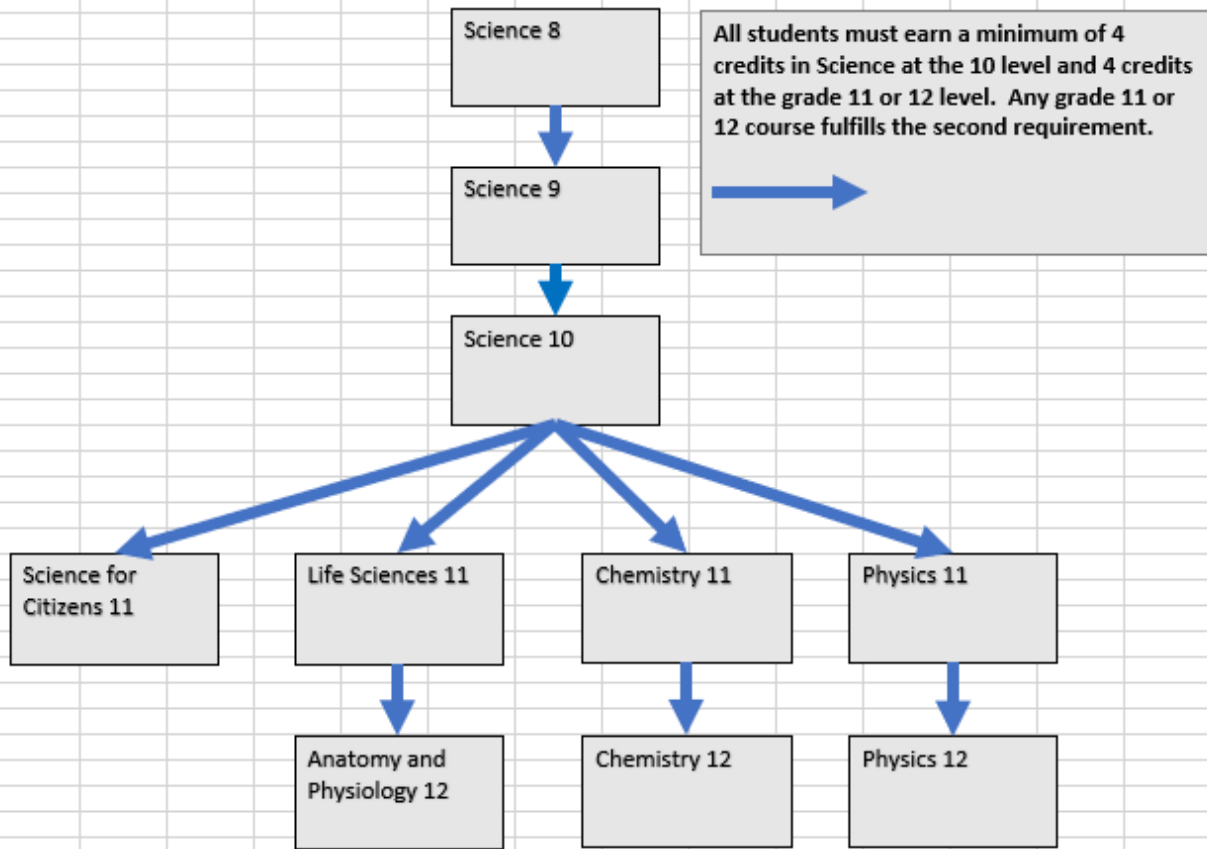 Science 8
All students must earn a minimum of 4
credits in Science at the 10 level and 4 credits
at the grade 11 or 12 level.  Any grade 11 or
12 course fulfills the second requirement.
Science 9
Science 10
Science for
Citizens 11
Life Sciences 11
Chemistry 11
Physics 11
Anatomy and
Physiology 12
Chemistry 12
Physics 12